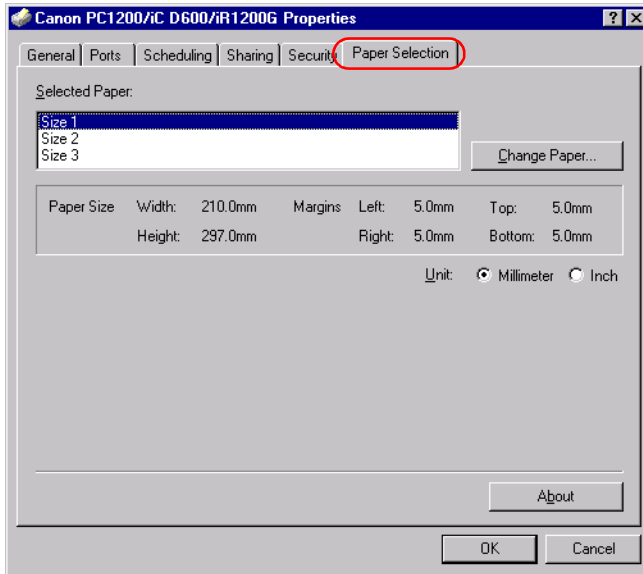 Canon PC1200/iC D600/iR1200G Properties
General Ports Scheduling Sharing Security Paper Selection
Selected Paper:
Size 1
Size 2
Size 3
Change Paper...
Paper Size Width: 210.0mm Margins Left: 5.0mm Top: 5.0mm
Height: 297.0mm Right: 5.0mm Bottom: 5.0mm
Unit: Millimeter Inch
About
OK Cancel